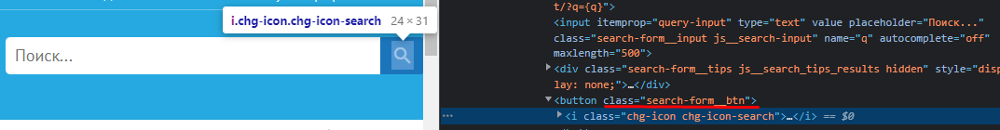 t/?q={q}">
i.chg-icon.chg-icon-search 24 × 31
<input itemprop="query-input" type="text" value placeholder="Поиск..."
class="search-form__input js__search-input" name="q" autocomplete="off"
maxlength="500">
Поиск...
<div class="search-form__tips js__search_tips_results hidden" style="disp
lay: none;">…</div>
<button class="search-form__btn">
<i class="chg-icon chg-icon-search">…</i> == $0